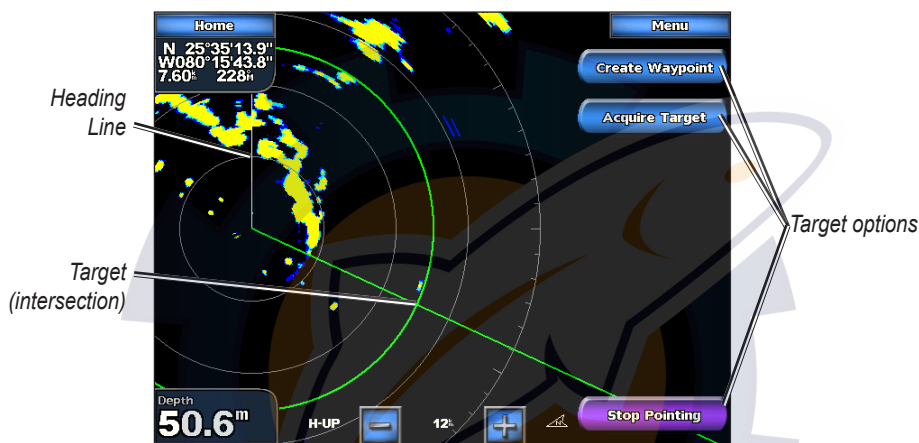 Home
Menu
N 25°35'13.9"
W080°15'43.8"
7.60 228
Create Waypoint
Acquire Target
Heading
Line
Target options
Target
(intersection)
Depth
50.6m
H-UP
12
Stop Pointing